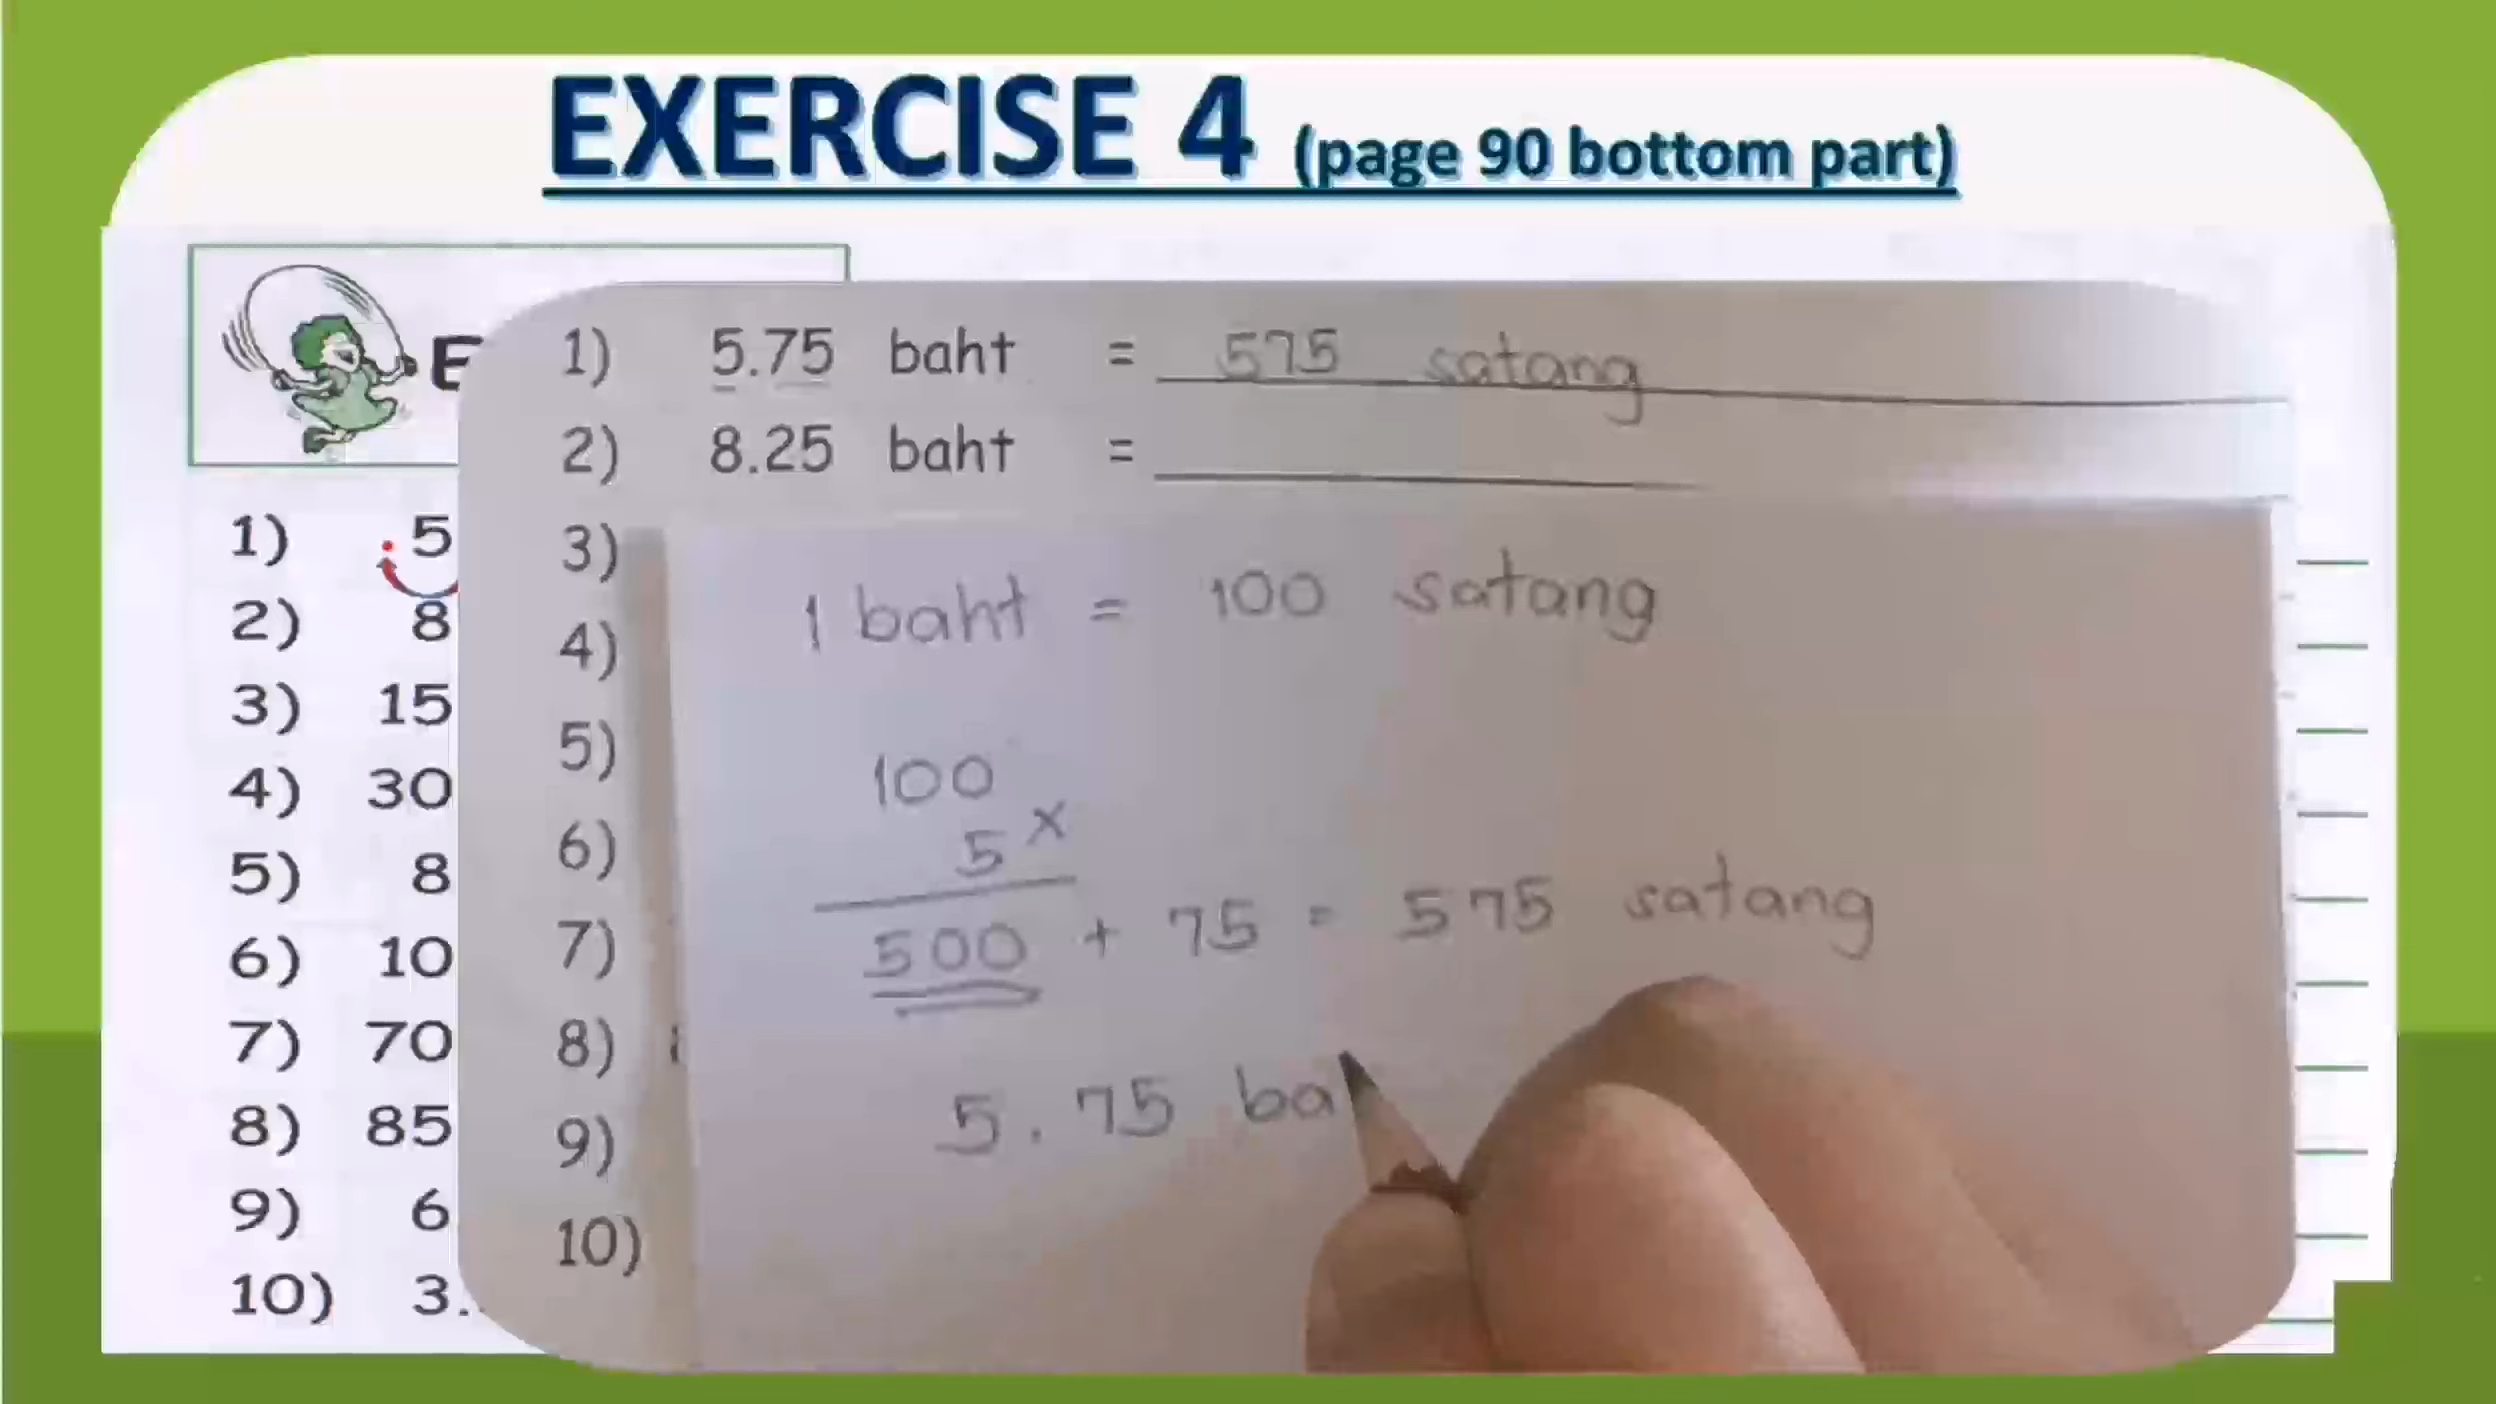 EXERCISE 4 (page 90 bottom part)
E
1) 5
2) 8
3) 15
4) 30
5) 8
6) 10
7) 70
8) 85
9) 6
10) 3.
1) 5.75 baht = 575 satang
2) 8.25 baht =
3)
4)
5)
6)
7)
8)
9)
10)
1 baht = 100 satang
100
5 x
500 + 75 = 575 satang
5.75 ba